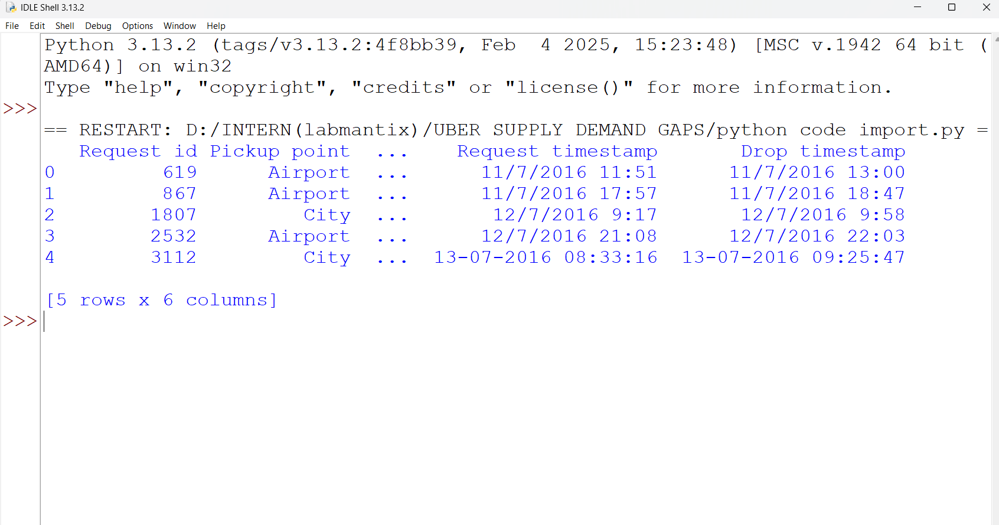 IDLE Shell 3.13.2
File Edit Shell Debug Options Window Help
Python 3.13.2 (tags/v3.13.2:4f8bb39, Feb  4 2025, 15:23:48) [MSC v.1942 64 bit (
AMD64)] on win32
Type "help", "copyright", "credits" or "license()" for more information.
>>>
== RESTART: D:/INTERN(labmantix)/UBER SUPPLY DEMAND GAPS/python code import.py =
   Request id Pickup point  ...    Request timestamp       Drop timestamp
0         619      Airport  ...      11/7/2016 11:51      11/7/2016 13:00
1         867      Airport  ...      11/7/2016 17:57      11/7/2016 18:47
2        1807         City  ...       12/7/2016 9:17       12/7/2016 9:58
3        2532      Airport  ...      12/7/2016 21:08      12/7/2016 22:03
4        3112         City  ...  13-07-2016 08:33:16  13-07-2016 09:25:47
[5 rows x 6 columns]
>>>